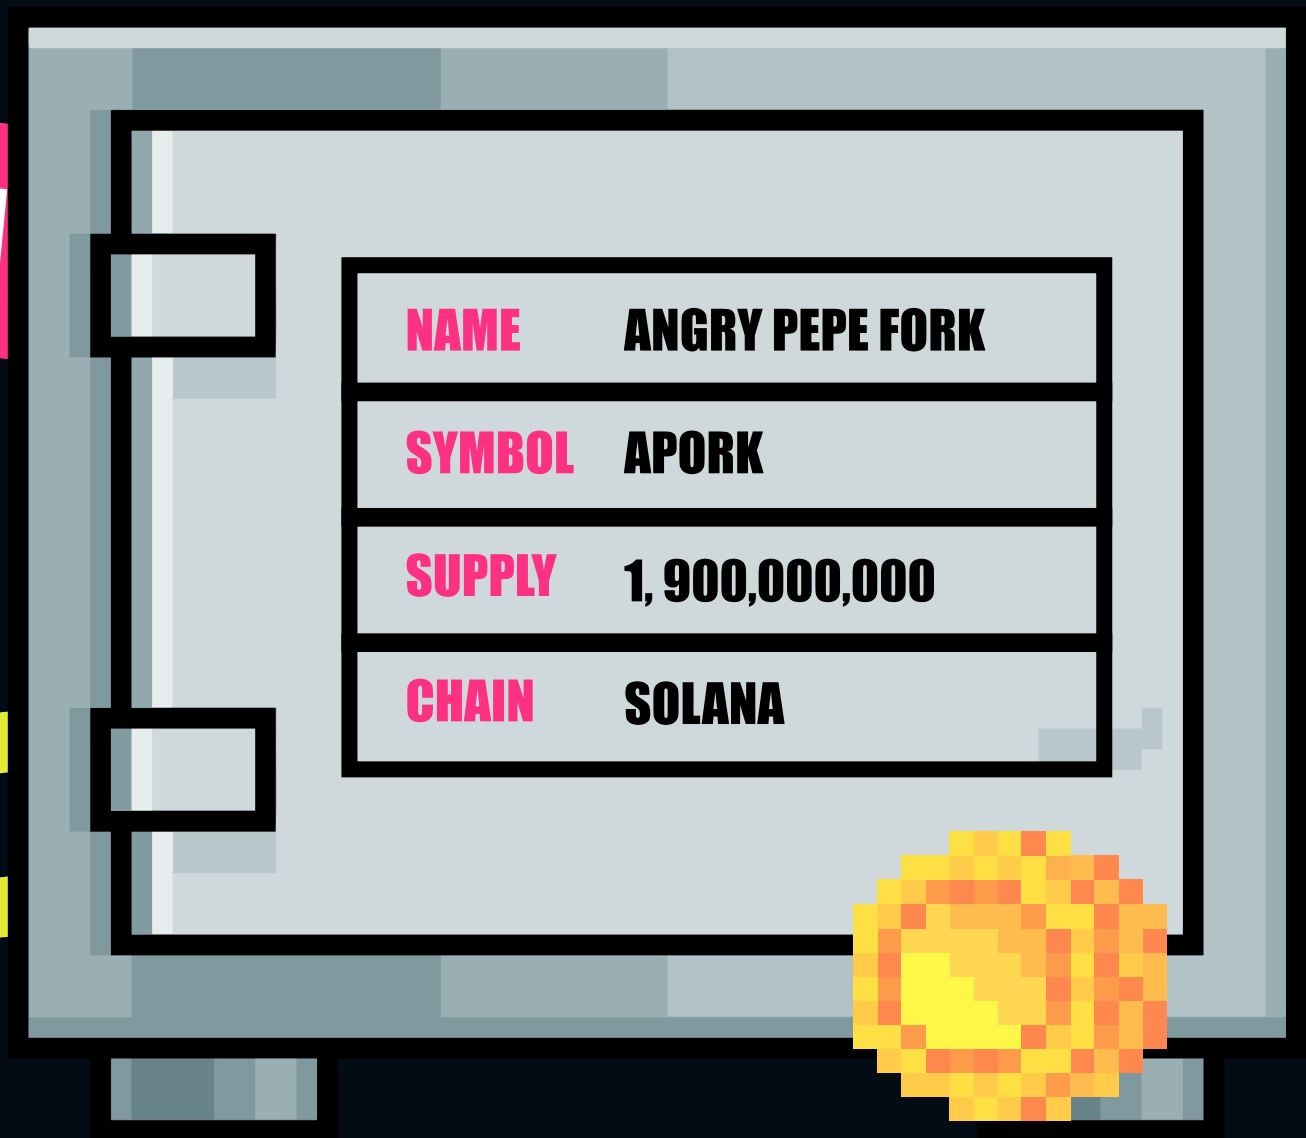 NAME ANGRY PEPE FORK
SYMBOL APORK
SUPPLY 1, 900,000,000
CHAIN SOLANA